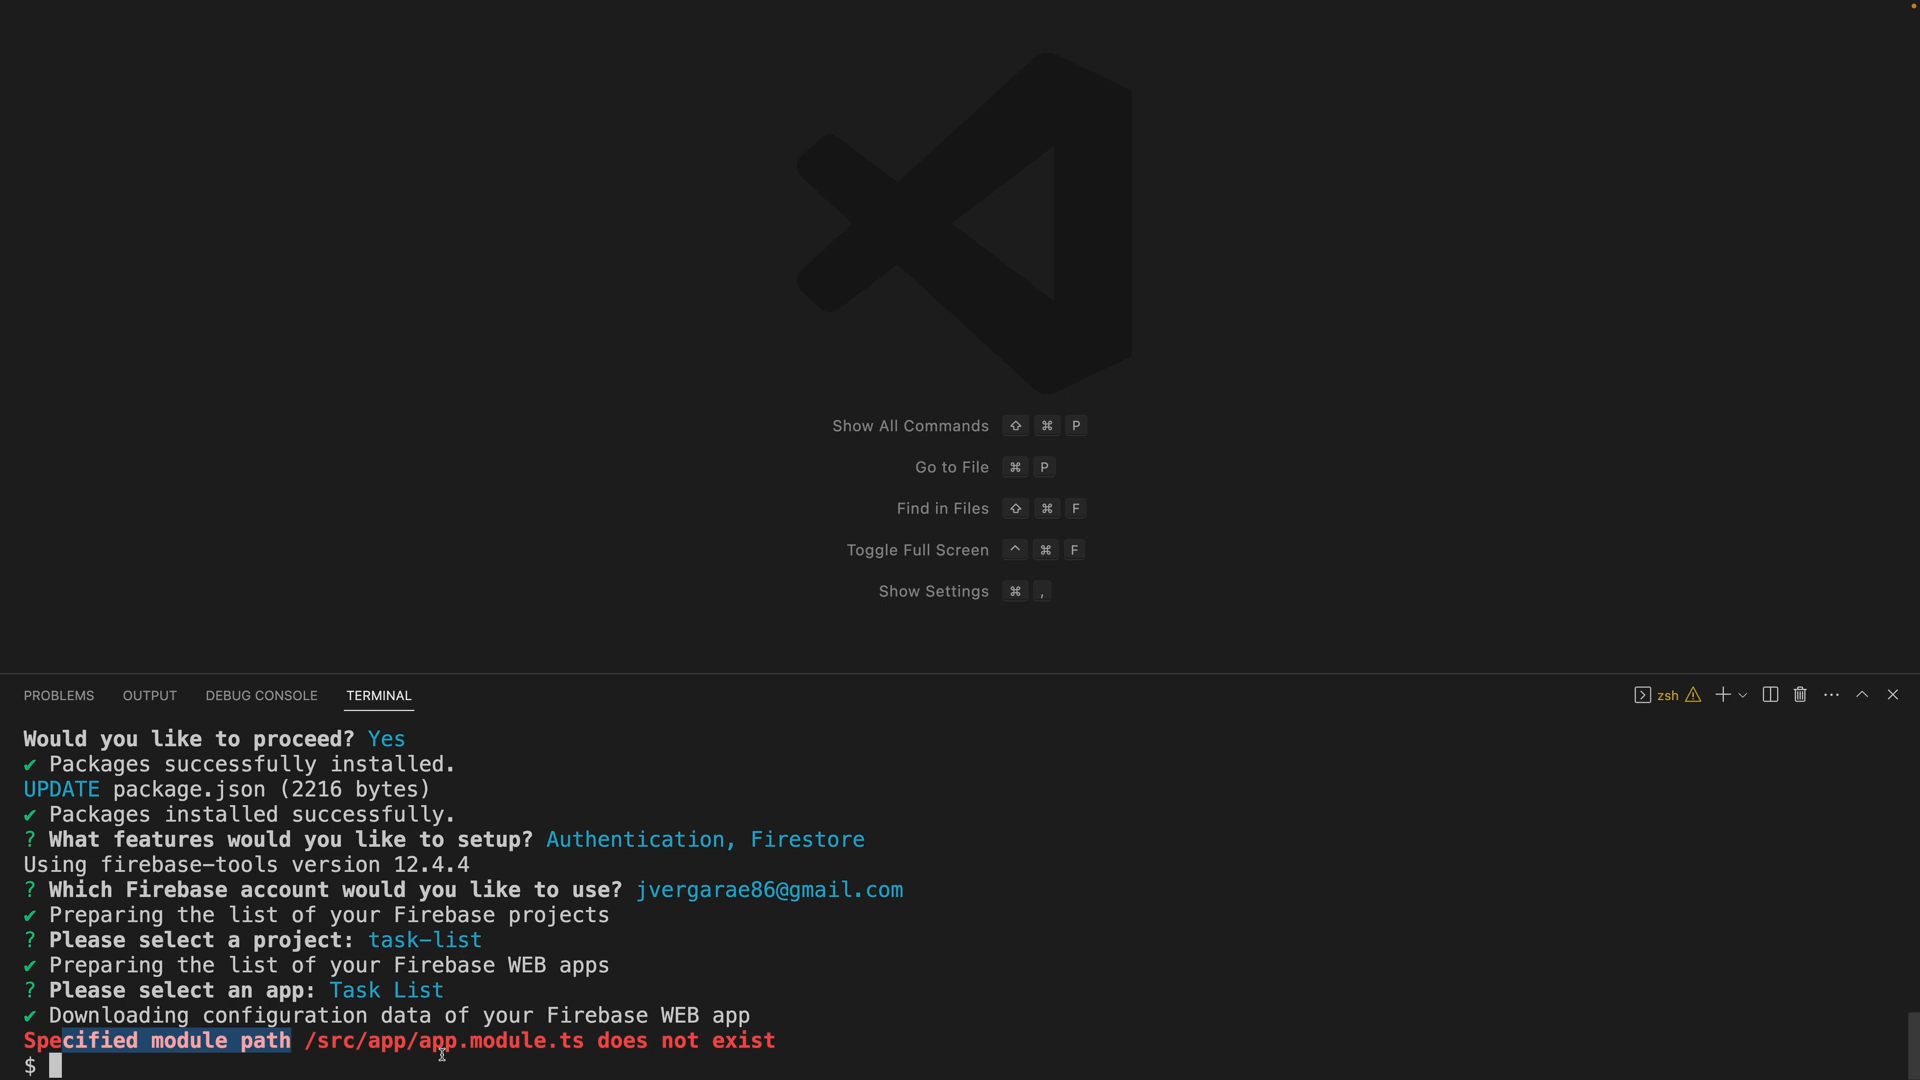 Show All Commands ⇧ ⌘ P
Go to File ⌘ P
Find in Files ⇧ ⌘ F
Toggle Full Screen ^ ⌘ F
Show Settings ⌘ ,
PROBLEMS OUTPUT DEBUG CONSOLE TERMINAL zsh
Would you like to proceed? Yes
✔ Packages successfully installed.
UPDATE package.json (2216 bytes)
✔ Packages installed successfully.
? What features would you like to setup? Authentication, Firestore
Using firebase-tools version 12.4.4
? Which Firebase account would you like to use? jvergarae86@gmail.com
✔ Preparing the list of your Firebase projects
? Please select a project: task-list
✔ Preparing the list of your Firebase WEB apps
? Please select an app: Task List
✔ Downloading configuration data of your Firebase WEB app
Specified module path /src/app/app.module.ts does not exist
$